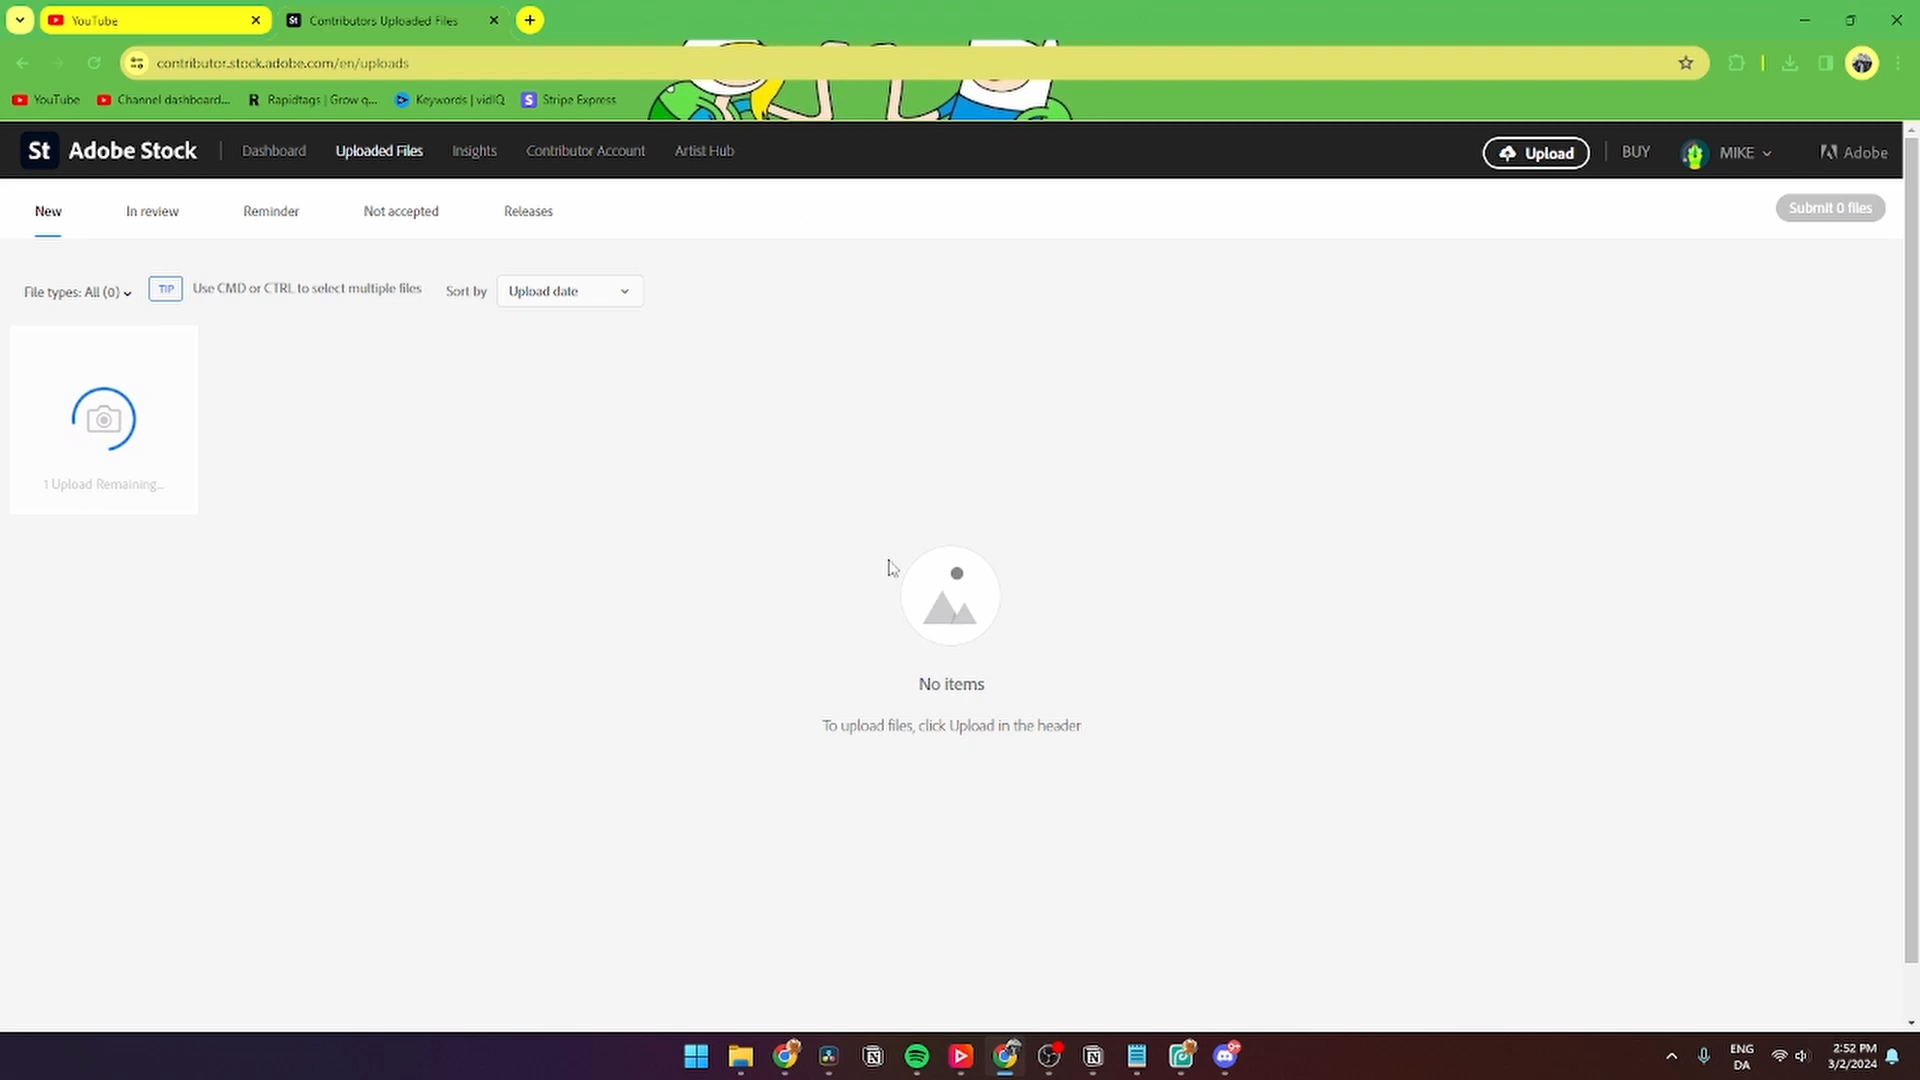 YouTube
Contributors Uploaded Files
contributor.stock.adobe.com/en/uploads
YouTube
Channel dashboard...
R Rapidtags | Grow q...
Keywords | vidIQ
S Stripe Express
St Adobe Stock
Dashboard
Uploaded Files
Insights
Contributor Account
Artist Hub
Upload
BUY
MIKE
Adobe
New
In review
Reminder
Not accepted
Releases
Submit 0 files
File types: All (0)
TIP
Use CMD or CTRL to select multiple files
Sort by
Upload date
1 Upload Remaining...
No items
To upload files, click Upload in the header
ENG
DA
2:52 PM
3/2/2024